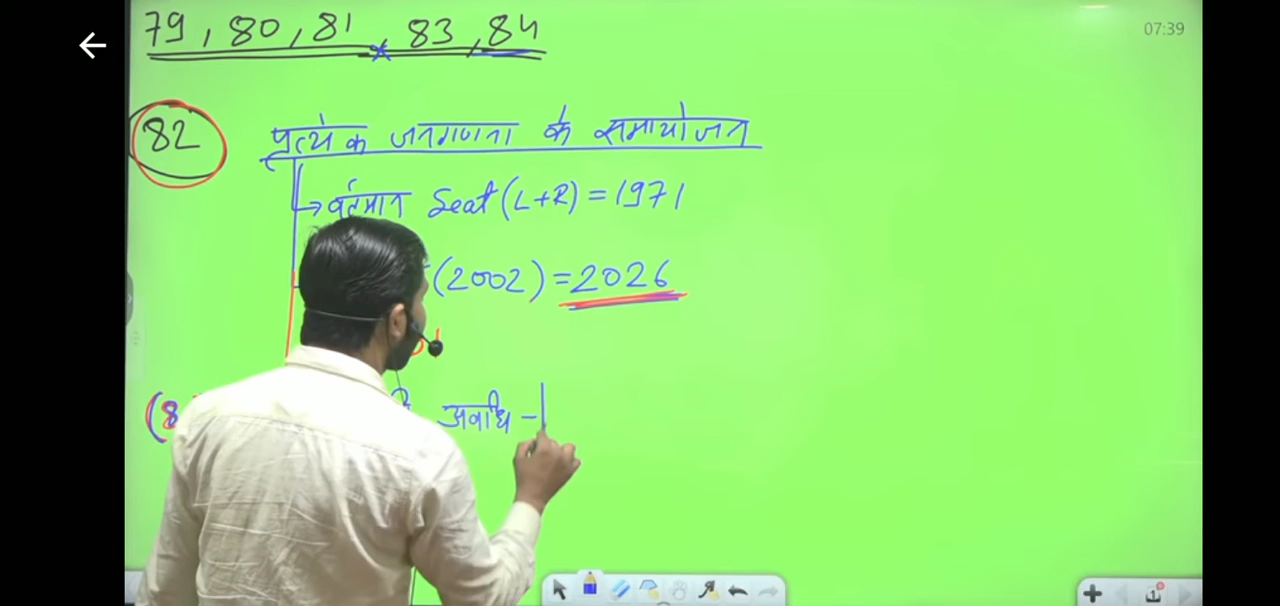 79, 80, 81, 83, 84
07:39
82 प्रत्येक जनगणना के समायोजन
→ वर्तमान Seat (L+R) = 1971
(2002) = 2026
(8 अवधि -